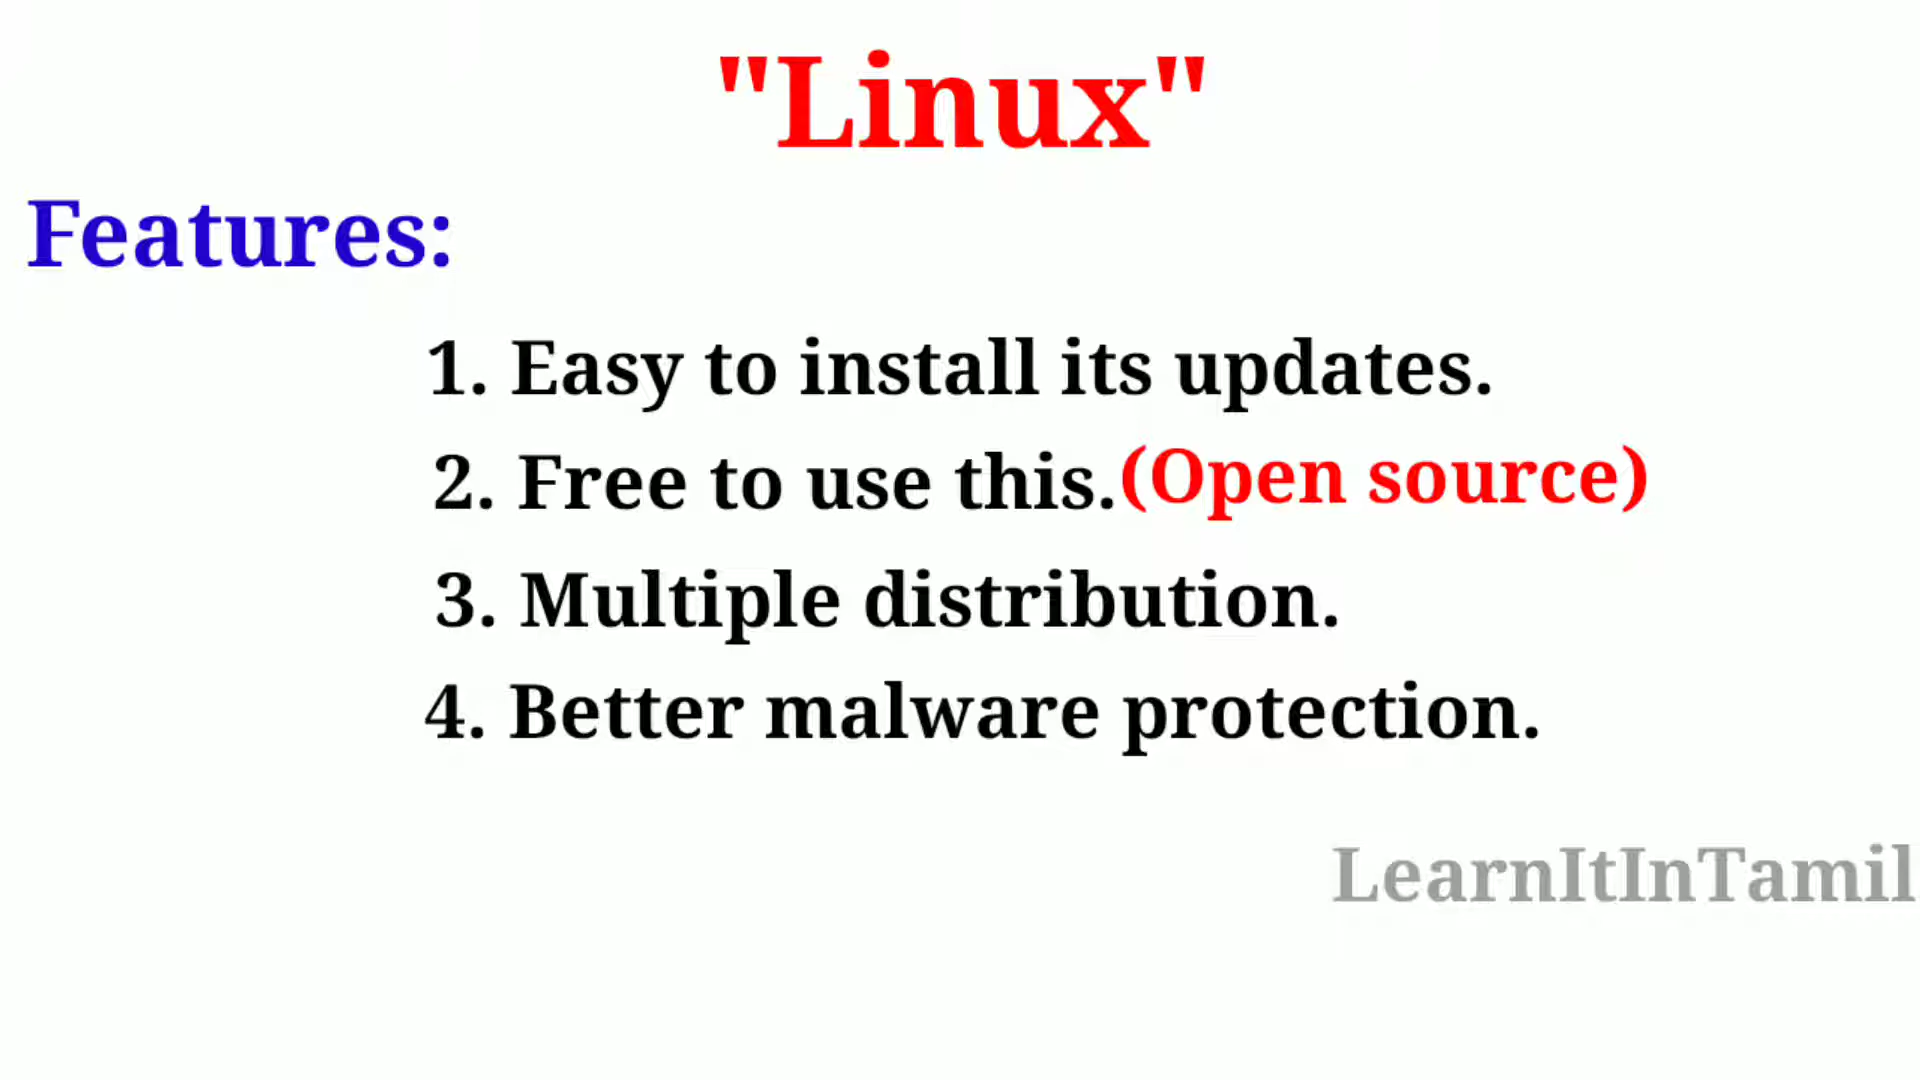 "Linux"
Features:
1. Easy to install its updates.
2. Free to use this.(Open source)
3. Multiple distribution.
4. Better malware protection.
LearnItInTamil